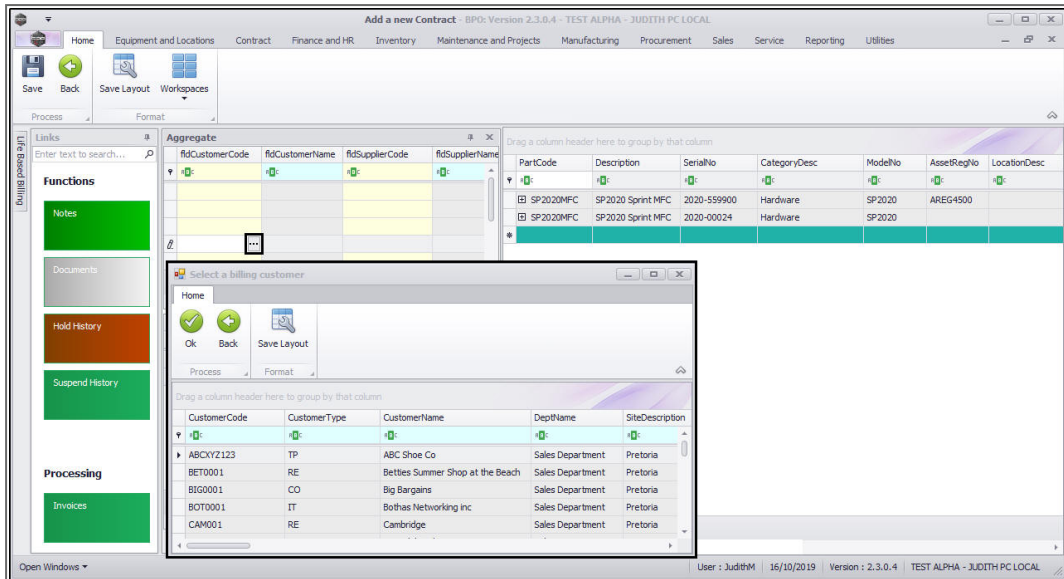 Add a new Contract - BPO: Version 2.3.0.4 - TEST ALPHA - JUDITH PC LOCAL
Home Equipment and Locations Contract Finance and HR Inventory Maintenance and Projects Manufacturing Procurement Sales Service Reporting Utilities
Save Back Save Layout Workspaces
Process Format
Life Based Billing
Links
Enter text to search...
Functions
Notes
Documents
Hold History
Suspend History
Processing
Invoices
Aggregate
fldCustomerCode fldCustomerName fldSupplierCode fldSupplierName
Drag a column header here to group by that column
PartCode Description SerialNo CategoryDesc ModelNo AssetRegNo LocationDesc
SP2020MFC SP2020 Sprint MFC 2020-559900 Hardware SP2020 AREG4500
SP2020MFC SP2020 Sprint MFC 2020-00024 Hardware SP2020
Select a billing customer
Home
Ok Back Save Layout
Process Format
Drag a column header here to group by that column
CustomerCode CustomerType CustomerName DeptName SiteDescription
ABCXYZ123 TP ABC Shoe Co Sales Department Pretoria
BET0001 RE Betties Summer Shop at the Beach Sales Department Pretoria
BIG0001 CO Big Bargains Sales Department Pretoria
BOT0001 IT Bothas Networking inc Sales Department Pretoria
CAM001 RE Cambridge Sales Department Pretoria
Open Windows User : JudithM 16/10/2019 Version : 2.3.0.4 TEST ALPHA - JUDITH PC LOCAL